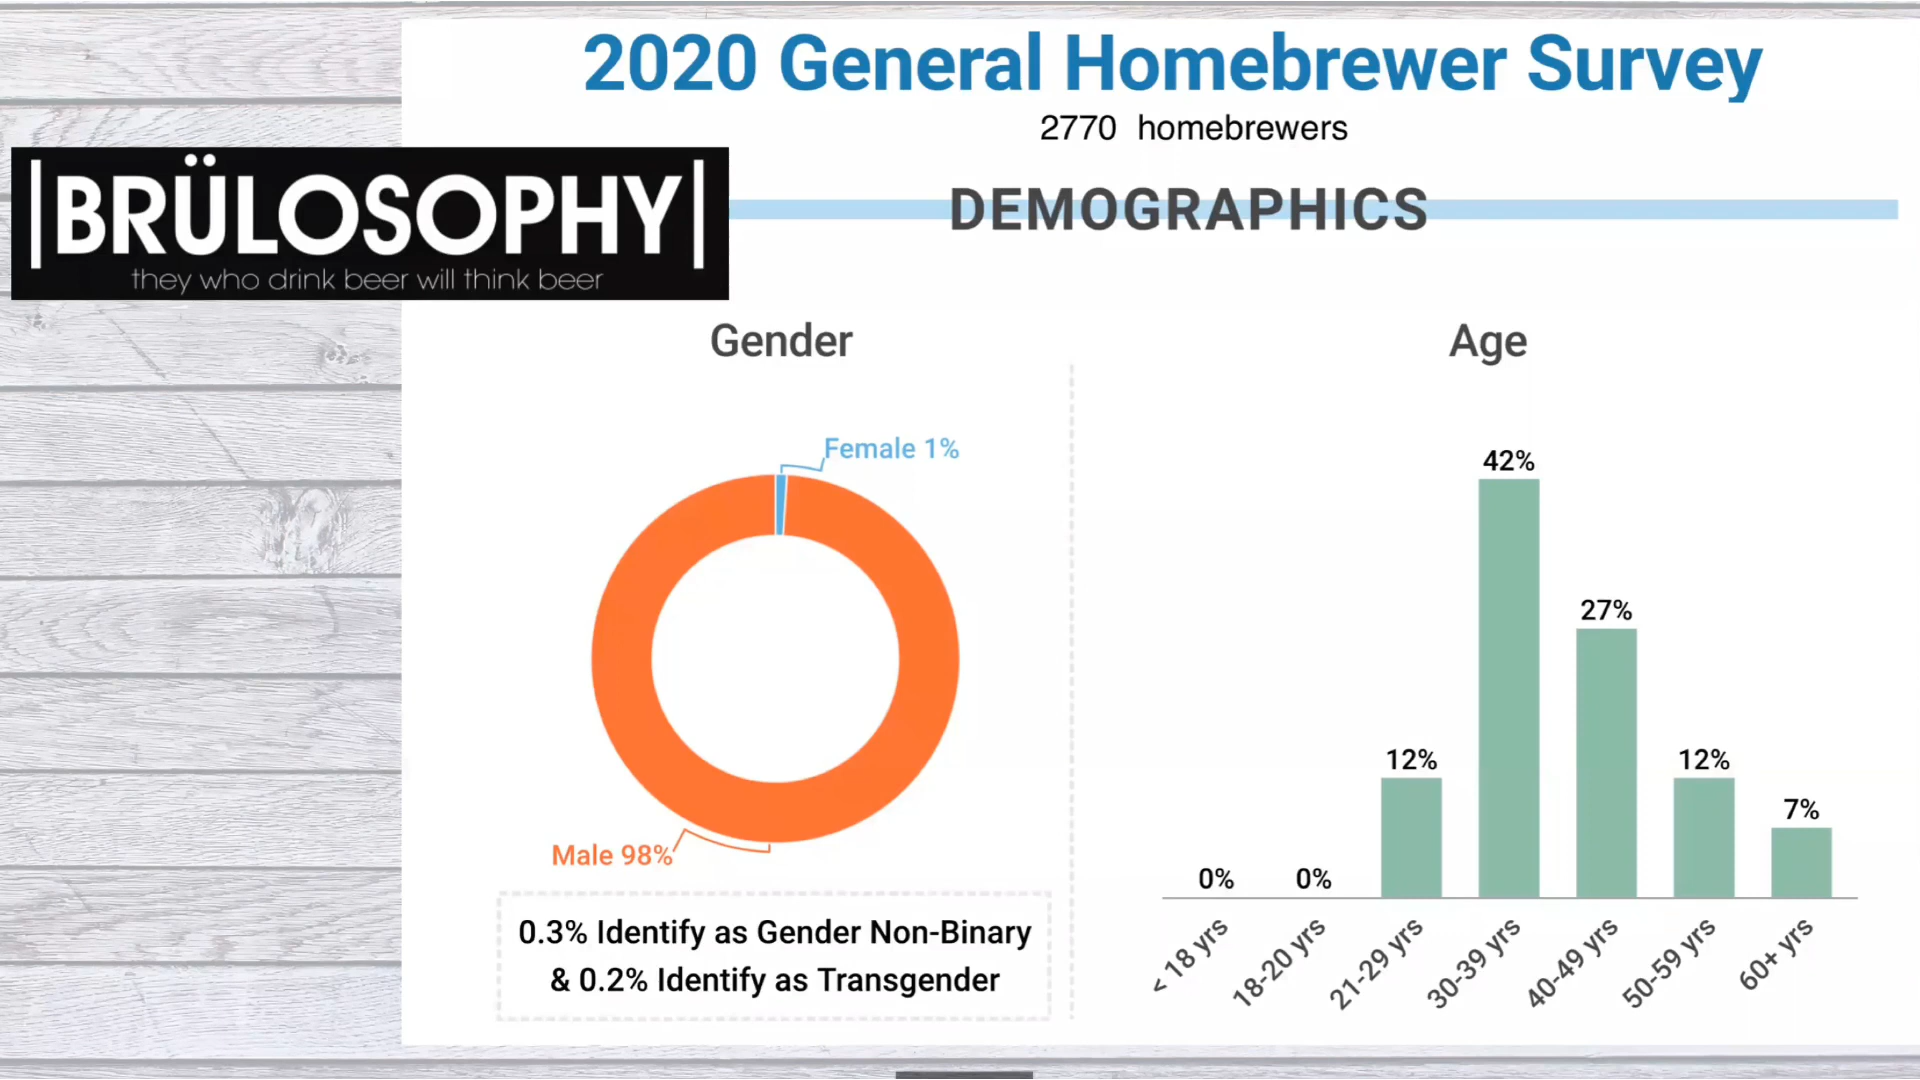 2020 General Homebrewer Survey
2770 homebrewers
|BRÜLOSOPHY|
they who drink beer will think beer
DEMOGRAPHICS
Gender
Female 1%
Male 98%
0.3% Identify as Gender Non-Binary
& 0.2% Identify as Transgender
Age
0%
0%
12%
42%
27%
12%
7%
< 18 yrs
18-20 yrs
21-29 yrs
30-39 yrs
40-49 yrs
50-59 yrs
60+ yrs